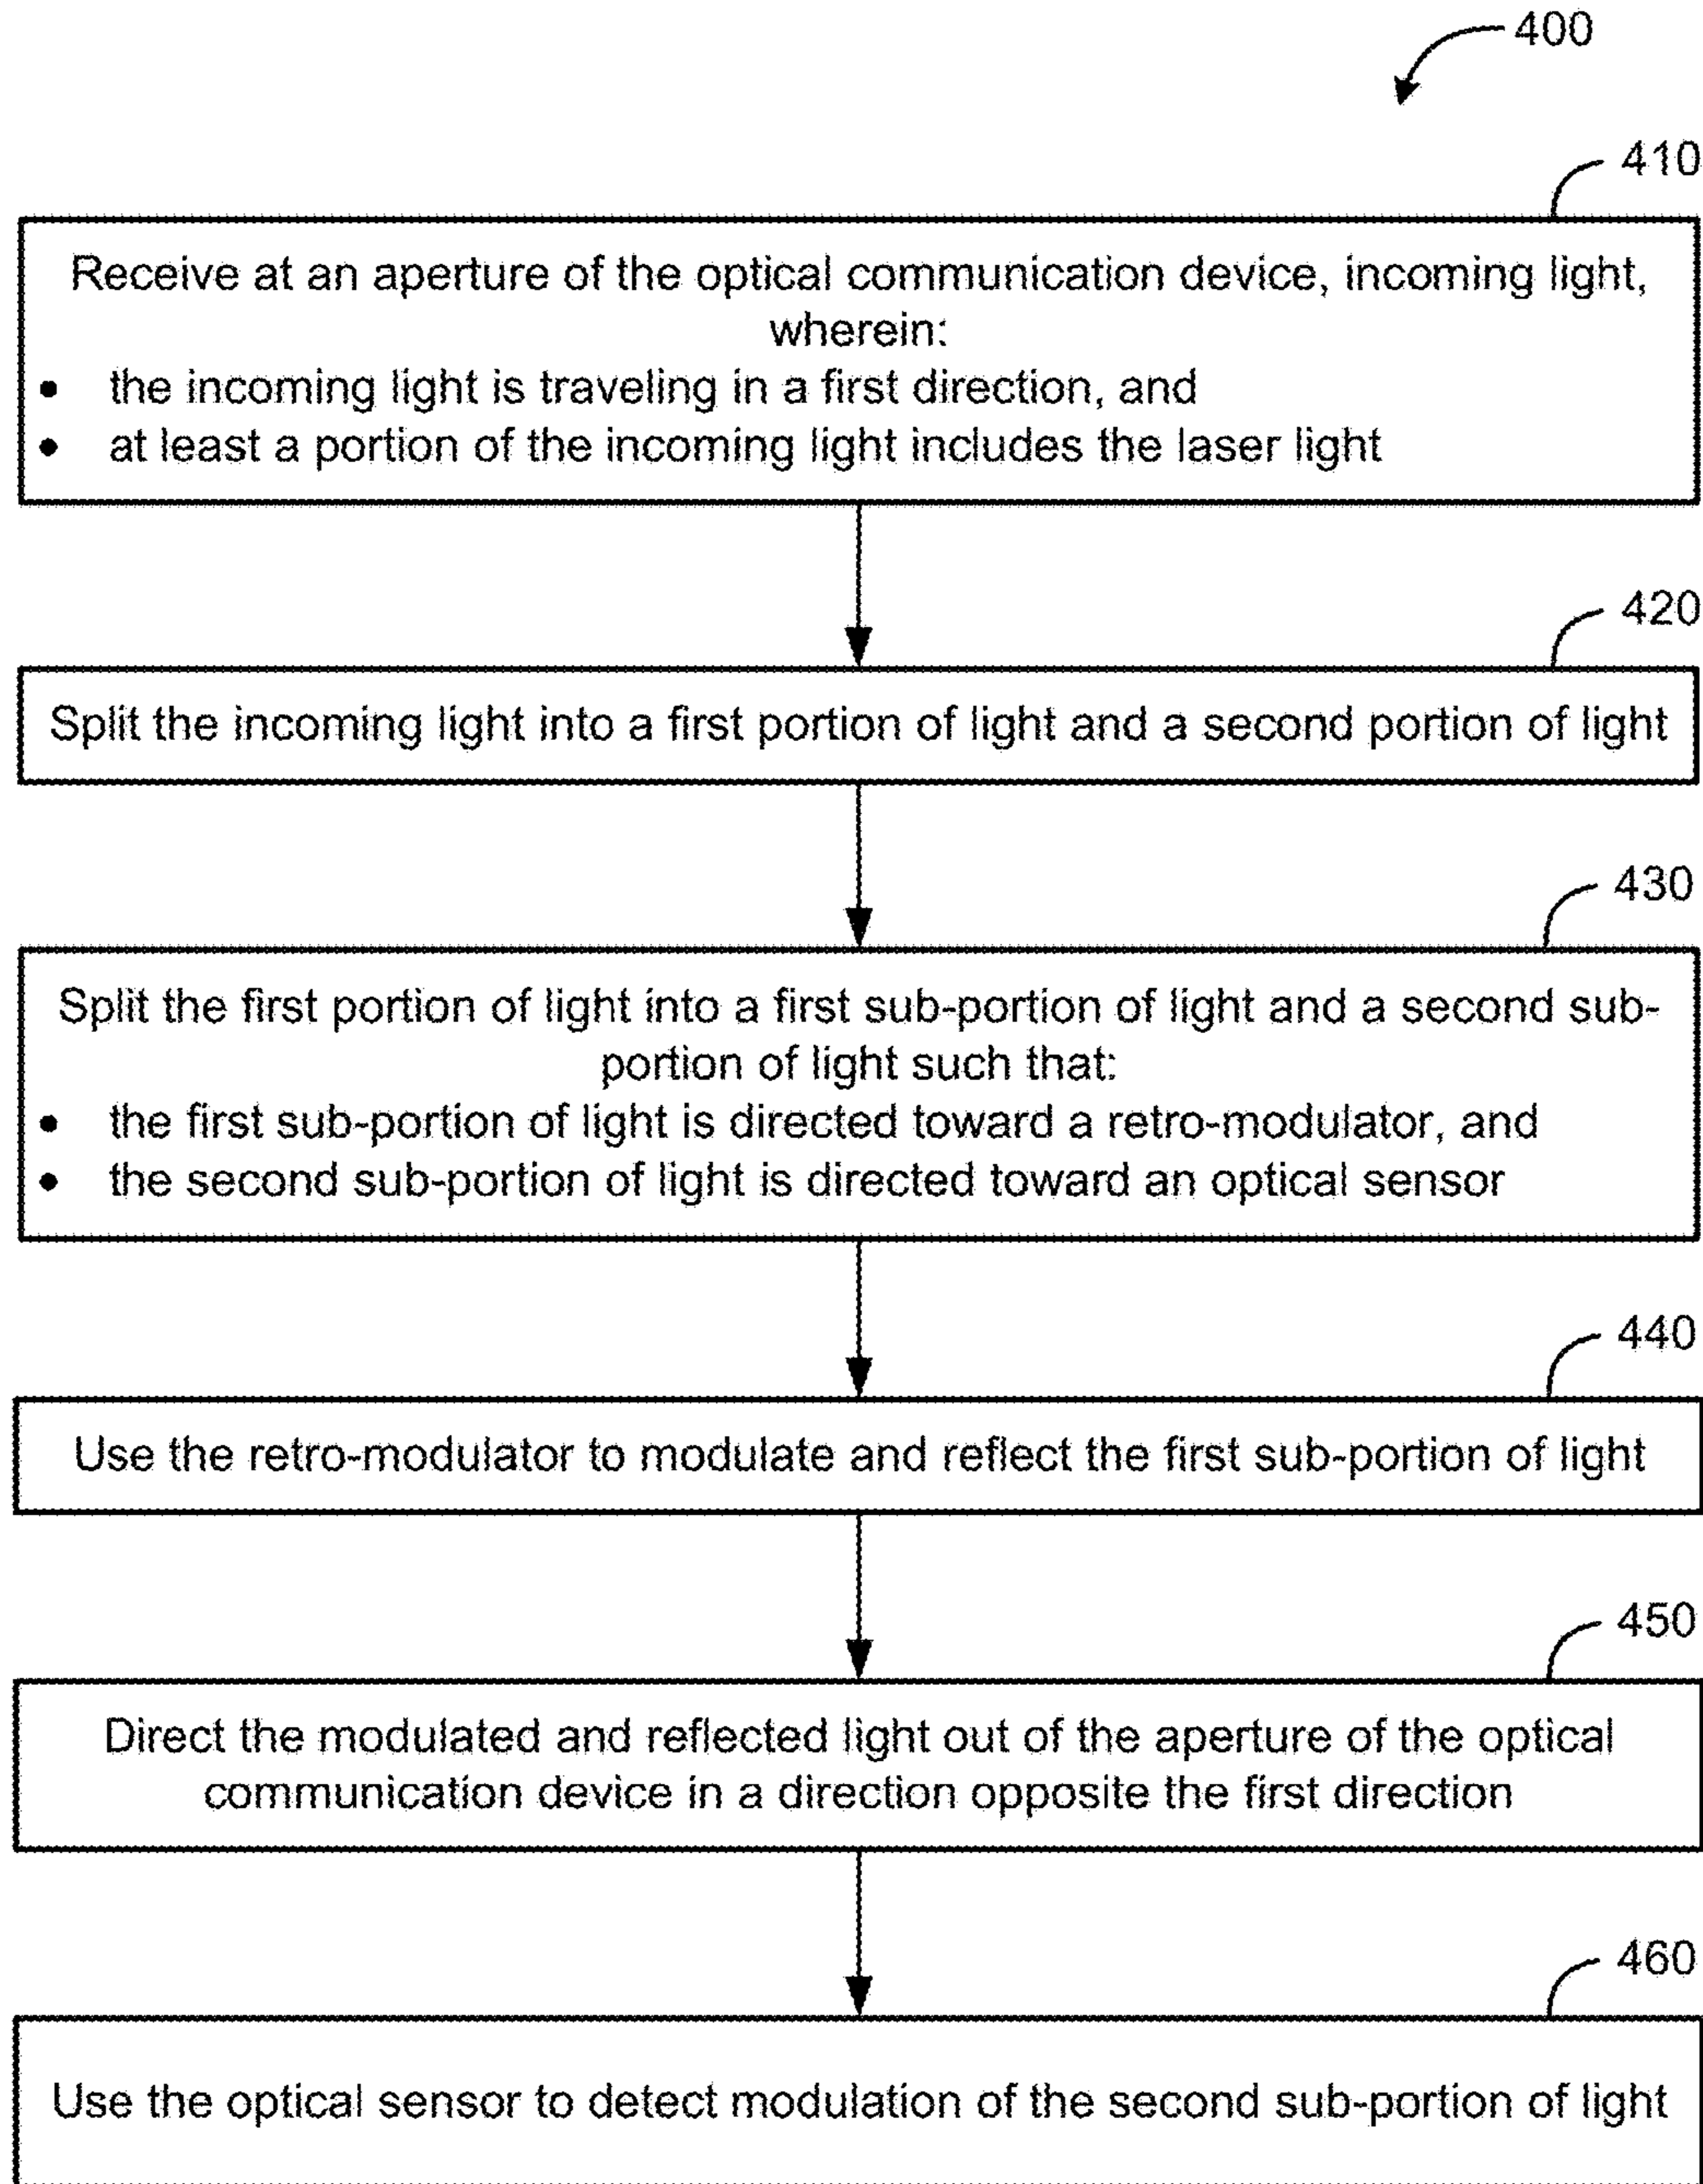 400
410
Receive at an aperture of the optical communication device, incoming light,
wherein:
• the incoming light is traveling in a first direction, and
• at least a portion of the incoming light includes the laser light
420
Split the incoming light into a first portion of light and a second portion of light
430
Split the first portion of light into a first sub-portion of light and a second sub-
portion of light such that:
• the first sub-portion of light is directed toward a retro-modulator, and
• the second sub-portion of light is directed toward an optical sensor
440
Use the retro-modulator to modulate and reflect the first sub-portion of light
450
Direct the modulated and reflected light out of the aperture of the optical
communication device in a direction opposite the first direction
460
Use the optical sensor to detect modulation of the second sub-portion of light